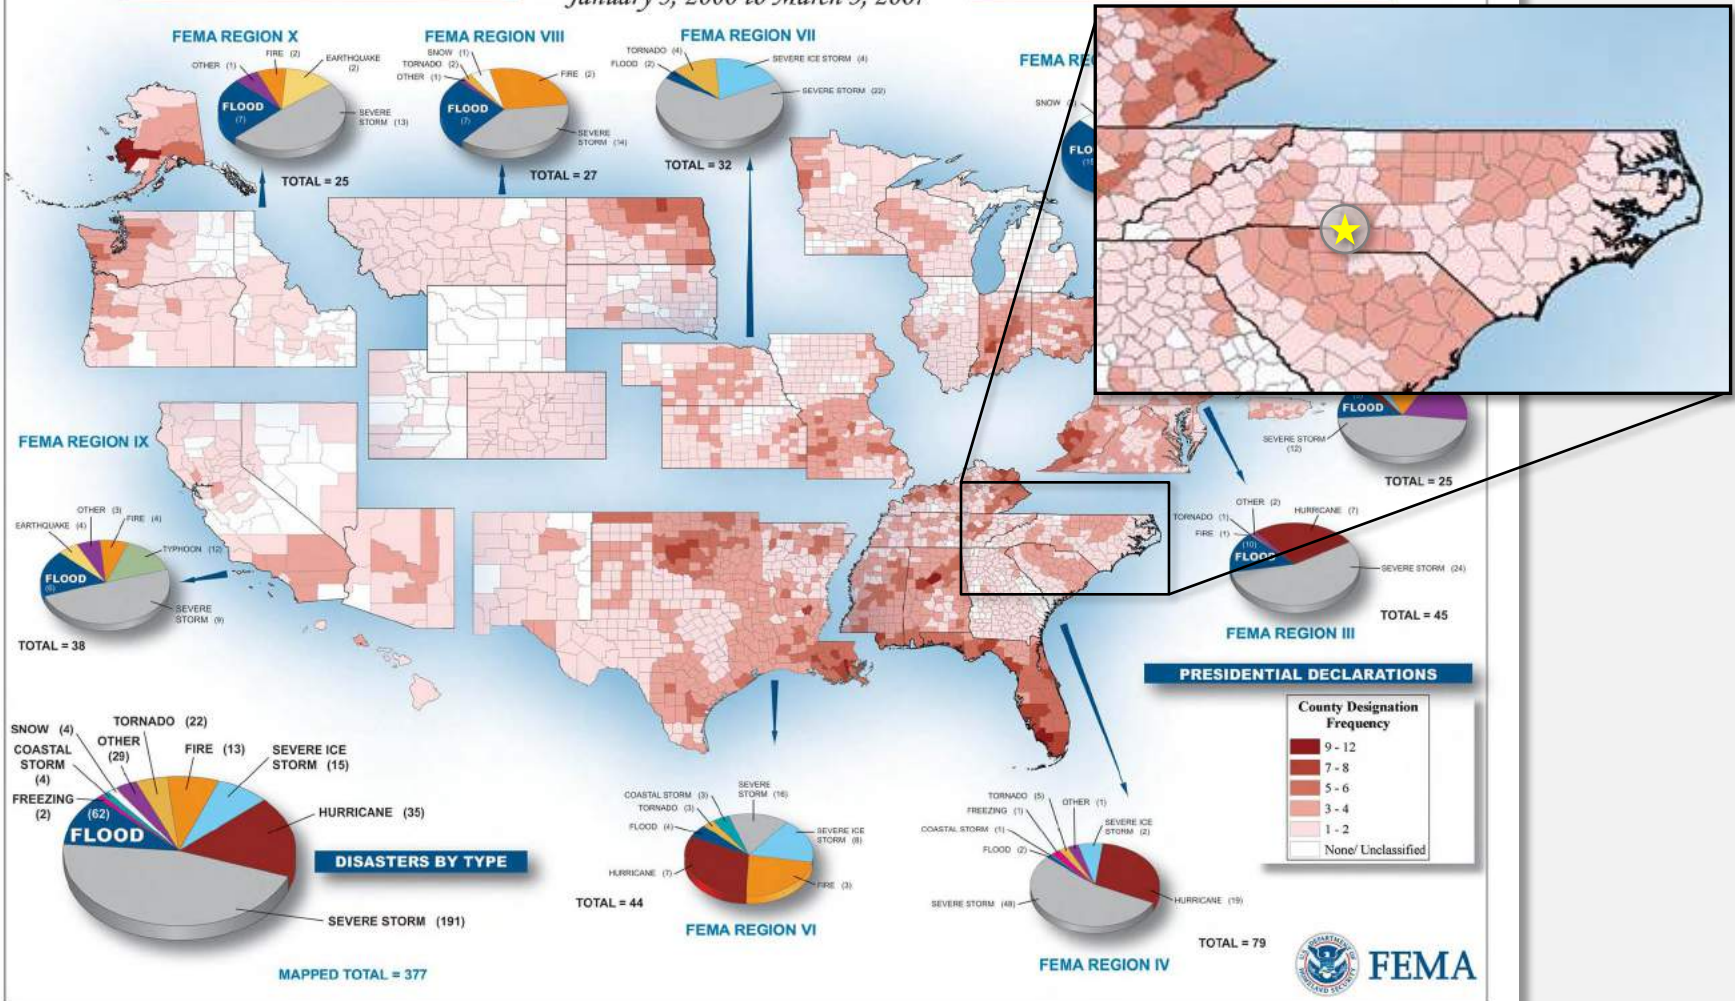 January 3, 2000 to March 3, 2007
FEMA REGION X
FIRE (2)
EARTHQUAKE
(2)
OTHER (1)
FLOOD
(7)
SEVERE
STORM (13)
TOTAL = 25
FEMA REGION VIII
SNOW (1)
TORNADO (2)
OTHER (1)
FIRE (2)
FLOOD
(7)
SEVERE
STORM (14)
TOTAL = 27
FEMA REGION VII
TORNADO (4)
FLOOD (2)
SEVERE ICE STORM (4)
SEVERE STORM (22)
TOTAL = 32
FEMA RE
SNOW
FLO
FLOOD
SEVERE STORM
(12)
TOTAL = 25
FEMA REGION IX
OTHER (3)
FIRE (4)
EARTHQUAKE (4)
TYPHOON (12)
FLOOD
(6)
SEVERE
STORM (9)
TOTAL = 38
OTHER (2)
HURRICANE (7)
TORNADO (1)
FIRE (1)
(10)
FLOOD
SEVERE STORM (24)
TOTAL = 45
FEMA REGION III
PRESIDENTIAL DECLARATIONS
County Designation
Frequency
9 - 12
7 - 8
5 - 6
3 - 4
1 - 2
None/ Unclassified
SNOW (4)
TORNADO (22)
OTHER
(29)
COASTAL
STORM
(4)
FIRE (13)
SEVERE ICE
STORM (15)
FREEZING
(2)
(62)
FLOOD
HURRICANE (35)
DISASTERS BY TYPE
SEVERE STORM (191)
MAPPED TOTAL = 377
COASTAL STORM (3)
TORNADO (3)
FLOOD (4)
SEVERE
STORM (16)
SEVERE ICE
STORM (8)
HURRICANE (7)
FIRE (3)
TOTAL = 44
FEMA REGION VI
TORNADO (5)
OTHER (1)
FREEZING (1)
COASTAL STORM (1)
SEVERE ICE
STORM (2)
FLOOD (2)
SEVERE STORM (48)
HURRICANE (19)
TOTAL = 79
FEMA REGION IV
U.S. DEPARTMENT OF
HOMELAND SECURITY
FEMA